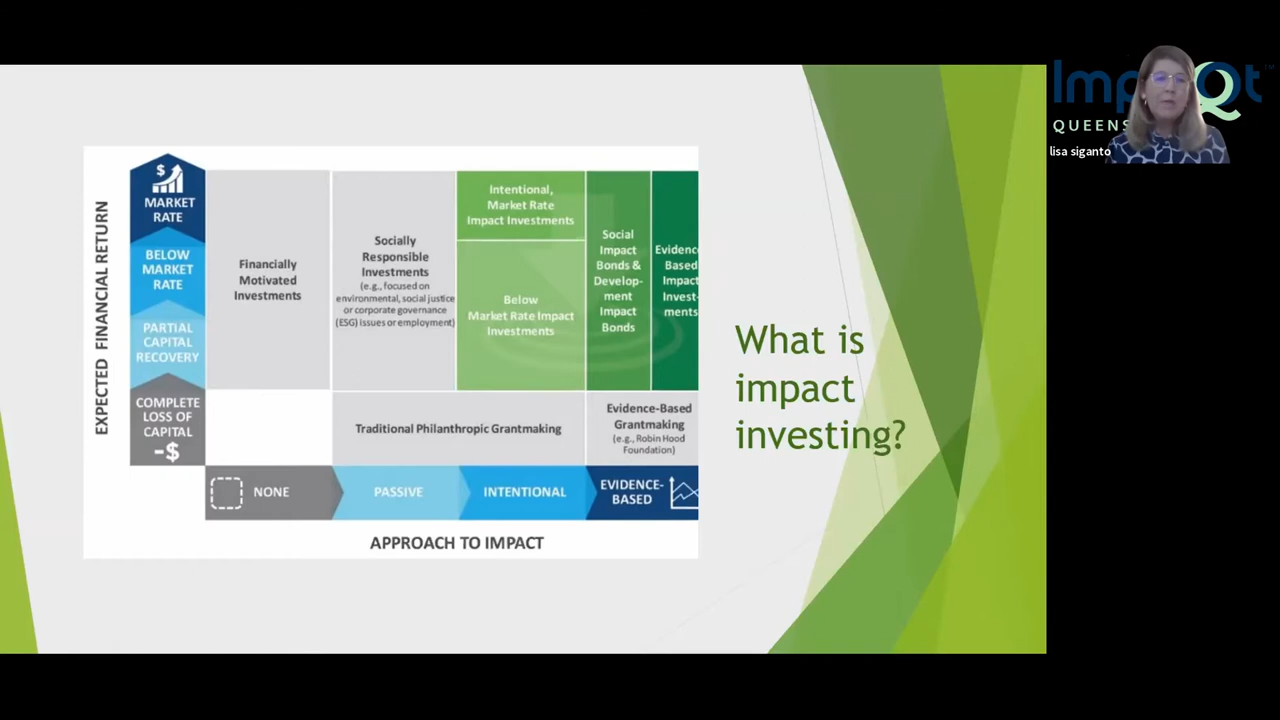 EXPECTED FINANCIAL RETURN
$
MARKET
RATE
BELOW
MARKET
RATE
PARTIAL
CAPITAL
RECOVERY
COMPLETE
LOSS OF
CAPITAL
-$
Financially
Motivated
Investments
Socially
Responsible
Investments
(e.g., focused on
environmental, social justice
or corporate governance
(ESG) issues or employment)
Intentional,
Market Rate
Impact Investments
Below
Market Rate Impact
Investments
Social
Impact
Bonds &
Develop-
ment
Impact
Bonds
Evidence
Based
Impact
Invest-
ments
Traditional Philanthropic Grantmaking
Evidence-Based
Grantmaking
(e.g., Robin Hood
Foundation)
NONE
PASSIVE
INTENTIONAL
EVIDENCE-
BASED
APPROACH TO IMPACT
What is
impact
investing?
lisa siganto